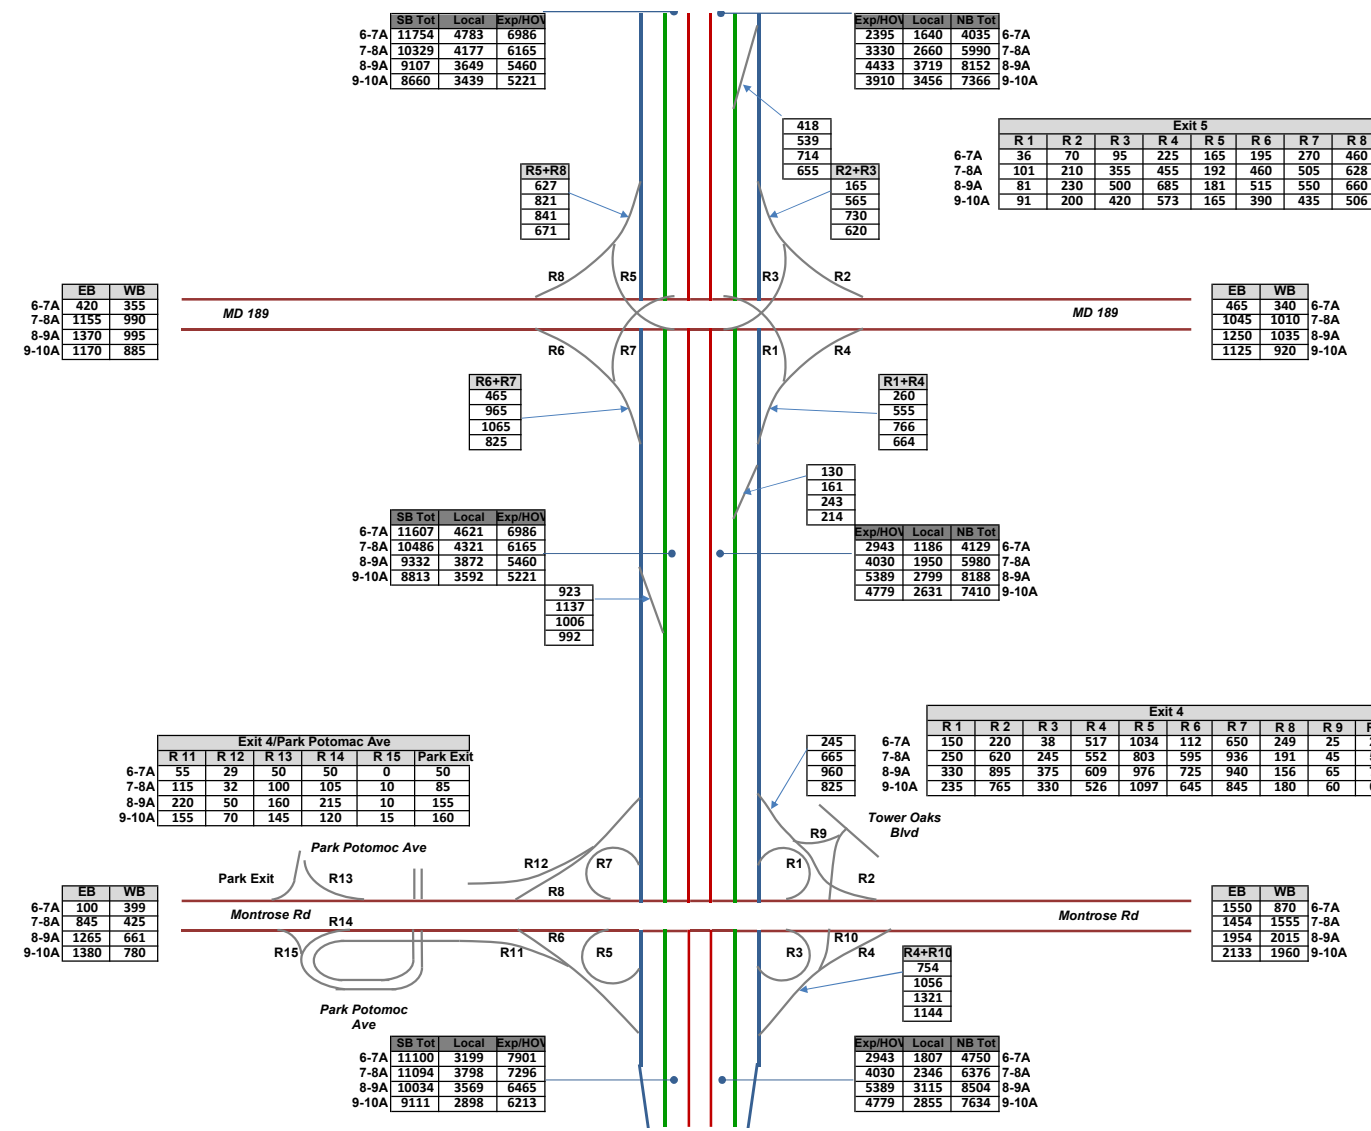 SB Tot Local Exp/HOV
6-7A 11754 4783 6986
7-8A 10329 4177 6165
8-9A 9107 3649 5460
9-10A 8660 3439 5221
Exp/HOV Local NB Tot
2395 1640 4035 6-7A
3330 2660 5990 7-8A
4433 3719 8152 8-9A
3910 3456 7366 9-10A
418
539
714
655
Exit 5
R 1 R 2 R 3 R 4 R 5 R 6 R 7 R 8
6-7A 36 70 95 225 165 195 270 460
7-8A 101 210 355 455 192 460 505 628
8-9A 81 230 500 685 181 515 550 660
9-10A 91 200 420 573 165 390 435 506
R5+R8
627
821
841
671
R2+R3
165
565
730
620
R8 R5 R3 R2
EB WB
6-7A 420 355
7-8A 1155 990
8-9A 1370 995
9-10A 1170 885
MD 189
MD 189
EB WB
465 340 6-7A
1045 1010 7-8A
1250 1035 8-9A
1125 920 9-10A
R6 R7 R1 R4
R6+R7
465
965
1065
825
R1+R4
260
555
766
664
130
161
243
214
SB Tot Local Exp/HOV
6-7A 11607 4621 6986
7-8A 10486 4321 6165
8-9A 9332 3872 5460
9-10A 8813 3592 5221
Exp/HOV Local NB Tot
2943 1186 4129 6-7A
4030 1950 5980 7-8A
5389 2799 8188 8-9A
4779 2631 7410 9-10A
923
1137
1006
992
Exit 4/Park Potomac Ave
R 11 R 12 R 13 R 14 R 15 Park Exit
6-7A 55 29 50 50 0 50
7-8A 115 32 100 105 10 85
8-9A 220 50 160 215 10 155
9-10A 155 70 145 120 15 160
245
665
960
825
Exit 4
R 1 R 2 R 3 R 4 R 5 R 6 R 7 R 8 R 9
6-7A 150 220 38 517 1034 112 650 249 25
7-8A 250 620 245 552 803 595 936 191 45
8-9A 330 895 375 609 976 725 940 156 65
9-10A 235 765 330 526 1097 645 845 180 60
Tower Oaks
Blvd
Park Potomoc Ave
R9
R12 R7 R1
Park Exit R13 R8 R2
EB WB
6-7A 100 399
7-8A 845 425
8-9A 1265 661
9-10A 1380 780
Montrose Rd
R14
Montrose Rd
EB WB
1550 870 6-7A
1454 1555 7-8A
1954 2015 8-9A
2133 1960 9-10A
R6 R10
R15 R11 R5 R3 R4
R4+R10
754
1056
1321
1144
Park Potomoc
Ave
SB Tot Local Exp/HOV
6-7A 11100 3199 7901
7-8A 11094 3798 7296
8-9A 10034 3569 6465
9-10A 9111 2898 6213
Exp/HOV Local NB Tot
2943 1807 4750 6-7A
4030 2346 6376 7-8A
5389 3115 8504 8-9A
4779 2855 7634 9-10A